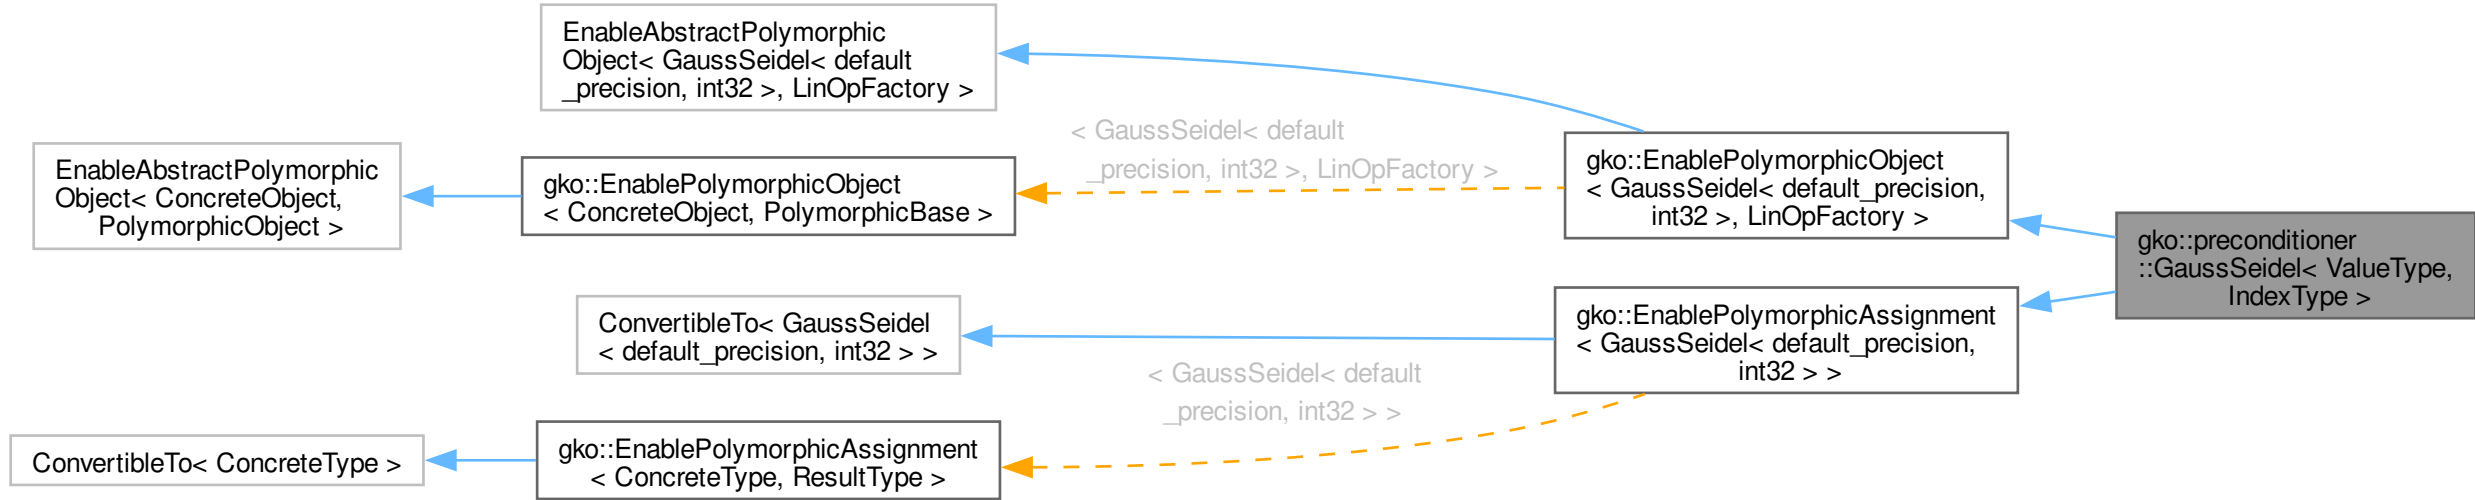 EnableAbstractPolymorphic
Object< GaussSeidel< default
_precision, int32 >, LinOpFactory >
< GaussSeidel< default
_precision, int32 >, LinOpFactory >
EnableAbstractPolymorphic
Object< ConcreteObject,
PolymorphicObject >
gko::EnablePolymorphicObject
< ConcreteObject, PolymorphicBase >
gko::EnablePolymorphicObject
< GaussSeidel< default_precision,
int32 >, LinOpFactory >
gko::preconditioner
::GaussSeidel< ValueType,
IndexType >
ConvertibleTo< GaussSeidel
< default_precision, int32 > >
gko::EnablePolymorphicAssignment
< GaussSeidel< default_precision,
int32 > >
< GaussSeidel< default
_precision, int32 > >
ConvertibleTo< ConcreteType >
gko::EnablePolymorphicAssignment
< ConcreteType, ResultType >